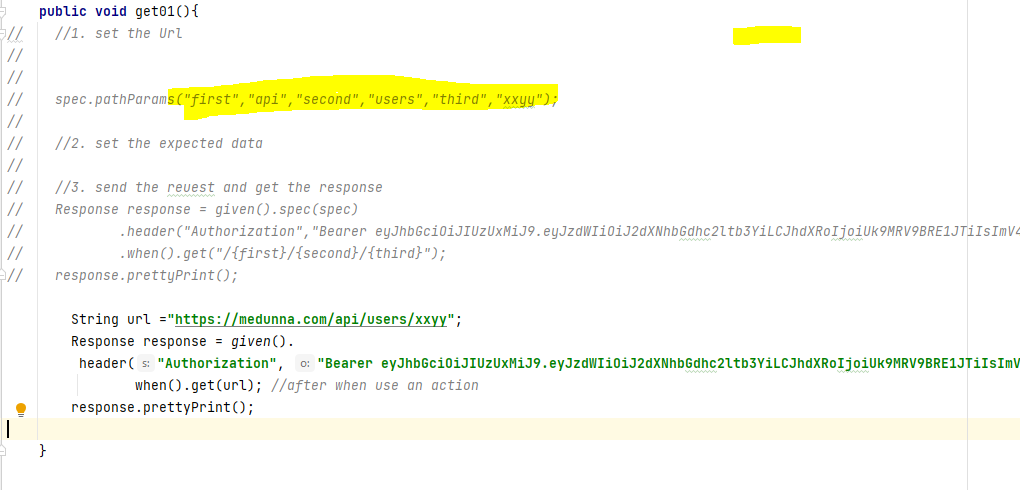 public void get01(){
// //1. set the Url
//
//
// spec.pathParams("first","api","second","users","third","xxyy");
//
// //2. set the expected data
//
// //3. send the reuest and get the response
// Response response = given().spec(spec)
// .header("Authorization","Bearer eyJhbGciOiJIUzUxMiJ9.eyJzdWIiOiJ2dXNhbGdhc2ltb3YiLCJhdXRoIjoiUk9MRV9BRE1JTiIsImV4
// .when().get("/{first}/{second}/{third}");
// response.prettyPrint();
String url ="https://medunna.com/api/users/xxyy";
Response response = given().
header( s: "Authorization", o: "Bearer eyJhbGciOiJIUzUxMiJ9.eyJzdWIiOiJ2dXNhbGdhc2ltb3YiLCJhdXRoIjoiUk9MRV9BRE1JTiIsImV
when().get(url); //after when use an action
response.prettyPrint();
}